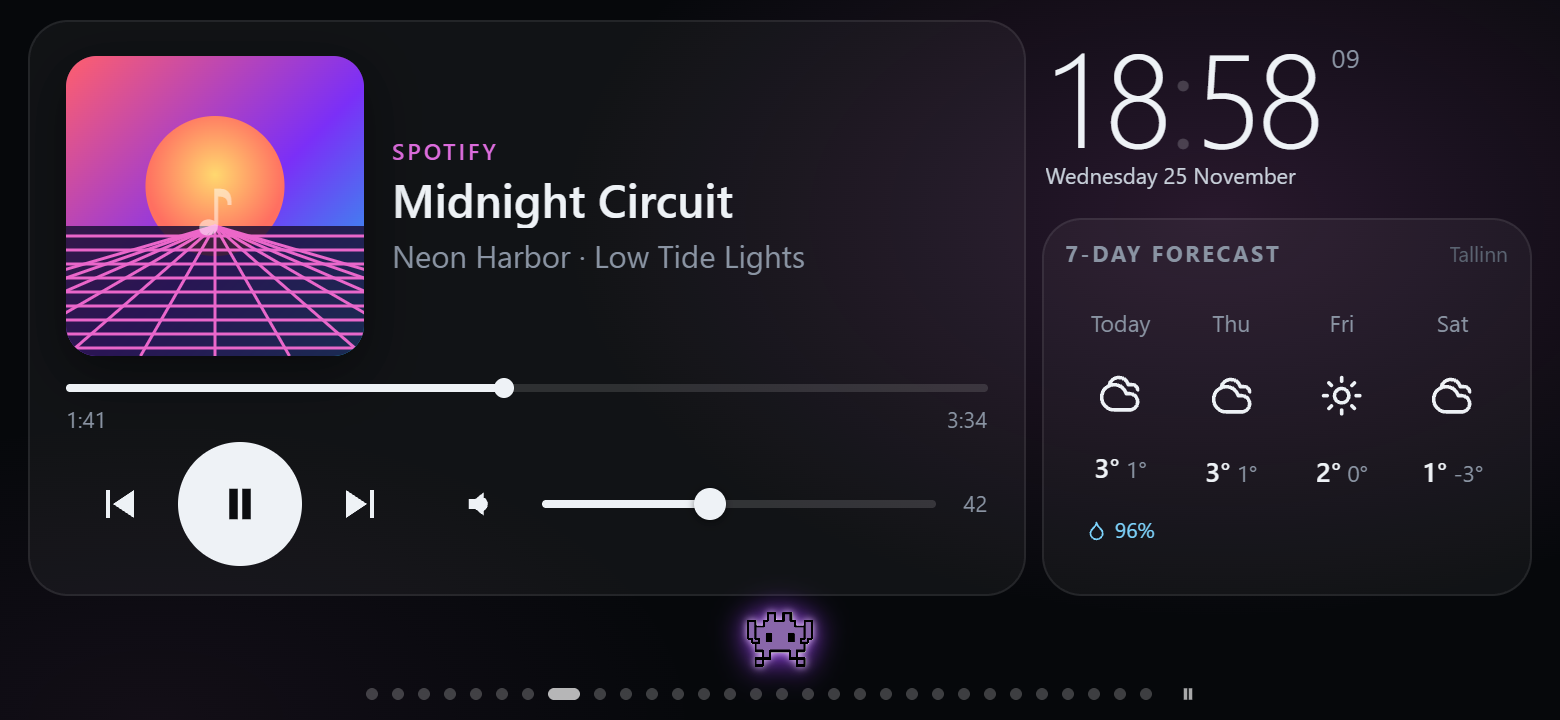 SPOTIFY
Midnight Circuit
Neon Harbor · Low Tide Lights
1:41 3:34
42
18:58 09
Wednesday 25 November
7-DAY FORECAST Tallinn
Today Thu Fri Sat
3° 1° 3° 1° 2° 0° 1° -3°
96%